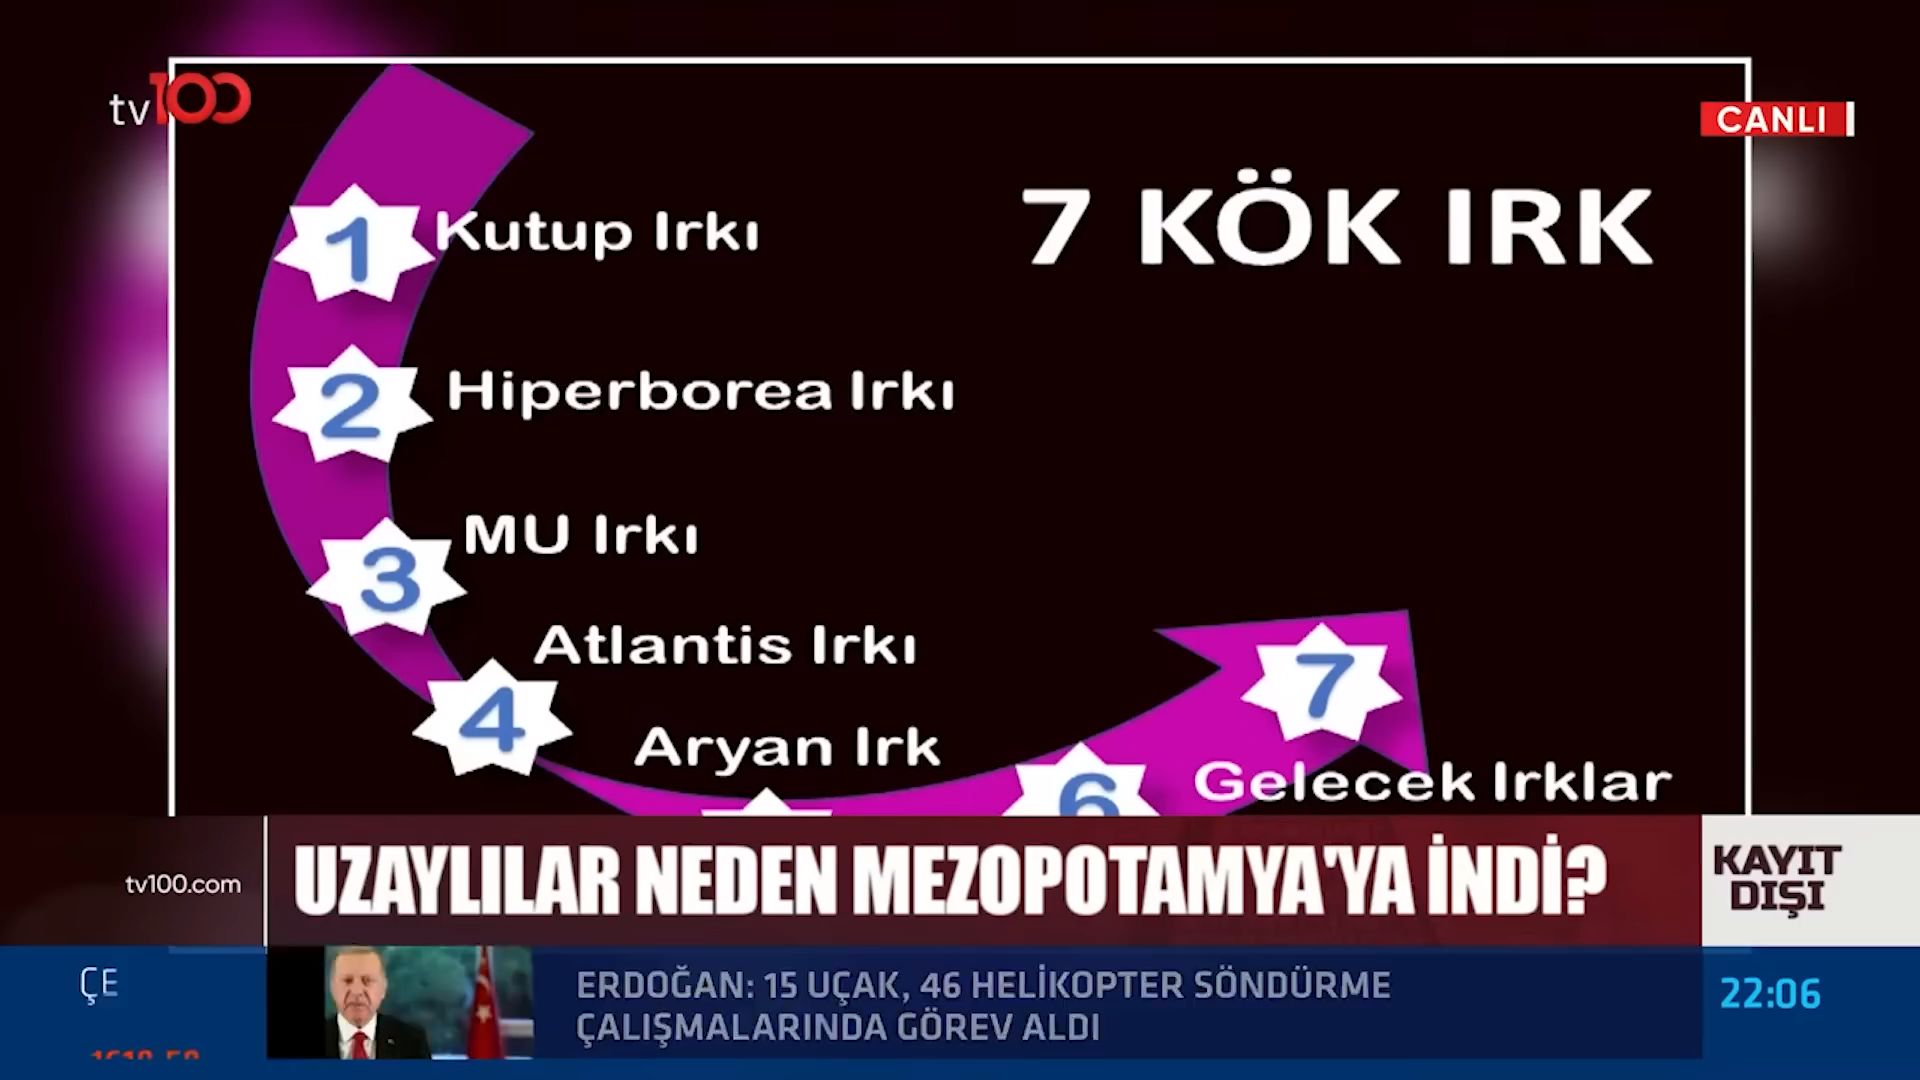 tv100
CANLI
7 KÖK IRK
1 Kutup Irkı
2 Hiperborea Irkı
3 MU Irkı
4 Atlantis Irkı
Aryan Irk
6
7
Gelecek Irklar
tv100.com
UZAYLILAR NEDEN MEZOPOTAMYA'YA İNDİ?
KAYIT
DIŞI
ÇE
ERDOĞAN: 15 UÇAK, 46 HELİKOPTER SÖNDÜRME
ÇALIŞMALARINDA GÖREV ALDI
22:06